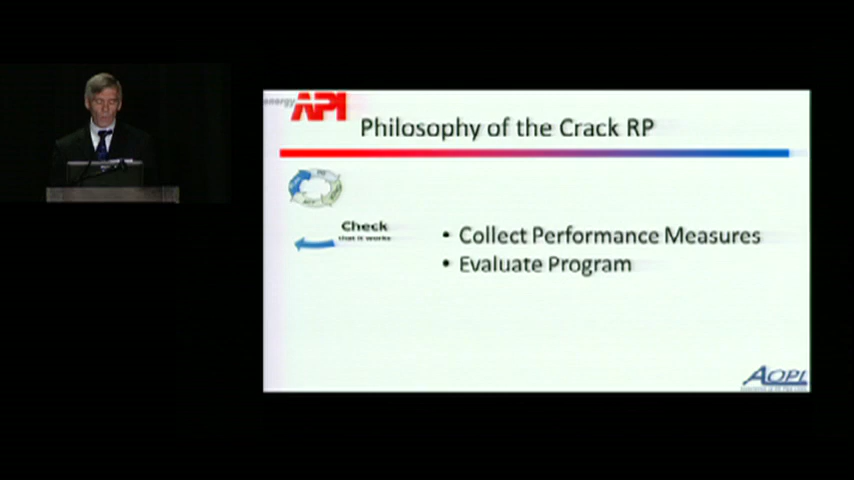 energy API
Philosophy of the Crack RP
Check
that it works
• Collect Performance Measures
• Evaluate Program
AOPL